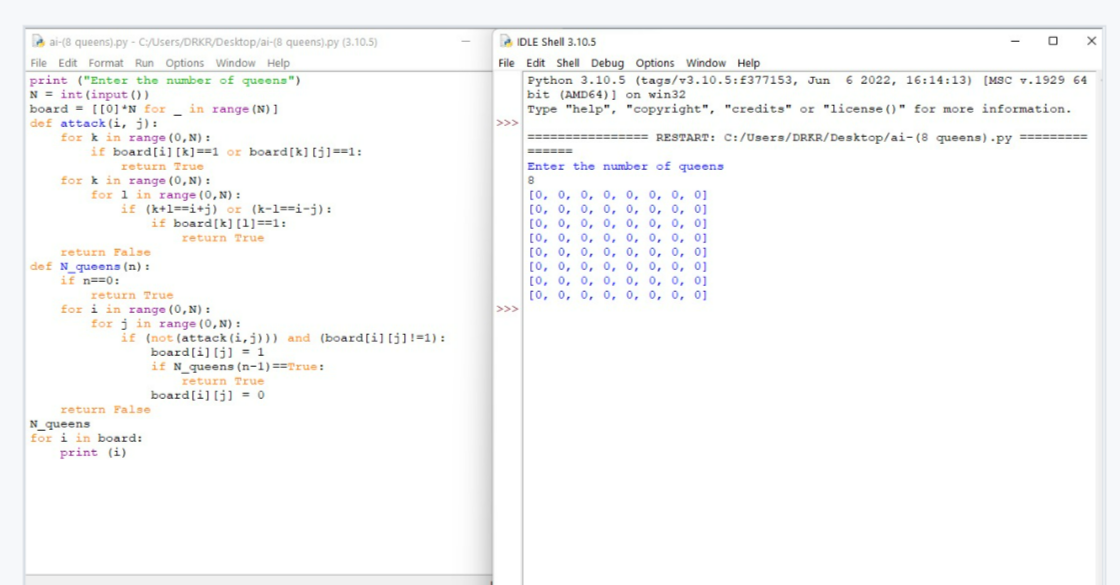 ai-(8 queens).py - C:/Users/DRKR/Desktop/ai-(8 queens).py (3.10.5)
File Edit Format Run Options Window Help
print ("Enter the number of queens")
N = int(input())
board = [[0]*N for _ in range(N)]
def attack(i, j):
    for k in range(0,N):
        if board[i][k]==1 or board[k][j]==1:
            return True
    for k in range(0,N):
        for l in range(0,N):
            if (k+l==i+j) or (k-l==i-j):
                if board[k][l]==1:
                    return True
    return False
def N_queens(n):
    if n==0:
        return True
    for i in range(0,N):
        for j in range(0,N):
            if (not(attack(i,j))) and (board[i][j]!=1):
                board[i][j] = 1
                if N_queens(n-1)==True:
                    return True
                board[i][j] = 0
    return False
N_queens
for i in board:
    print (i)
IDLE Shell 3.10.5
File Edit Shell Debug Options Window Help
Python 3.10.5 (tags/v3.10.5:f377153, Jun  6 2022, 16:14:13) [MSC v.1929 64
bit (AMD64)] on win32
Type "help", "copyright", "credits" or "license()" for more information.
>>>
================ RESTART: C:/Users/DRKR/Desktop/ai-(8 queens).py =========
======
Enter the number of queens
8
[0, 0, 0, 0, 0, 0, 0, 0]
[0, 0, 0, 0, 0, 0, 0, 0]
[0, 0, 0, 0, 0, 0, 0, 0]
[0, 0, 0, 0, 0, 0, 0, 0]
[0, 0, 0, 0, 0, 0, 0, 0]
[0, 0, 0, 0, 0, 0, 0, 0]
[0, 0, 0, 0, 0, 0, 0, 0]
[0, 0, 0, 0, 0, 0, 0, 0]
>>>